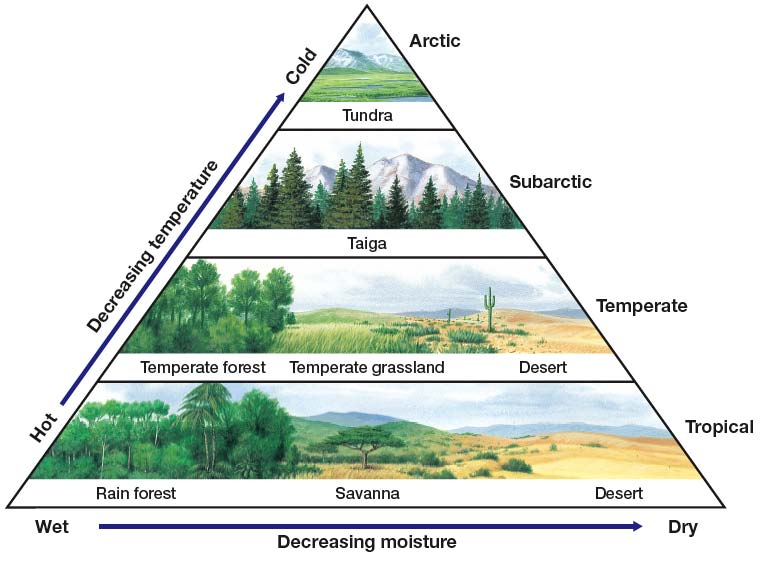 Arctic
Cold
Tundra
Decreasing temperature
Subarctic
Taiga
Temperate
Temperate forest Temperate grassland Desert
Hot
Tropical
Rain forest Savanna Desert
Wet Dry
Decreasing moisture